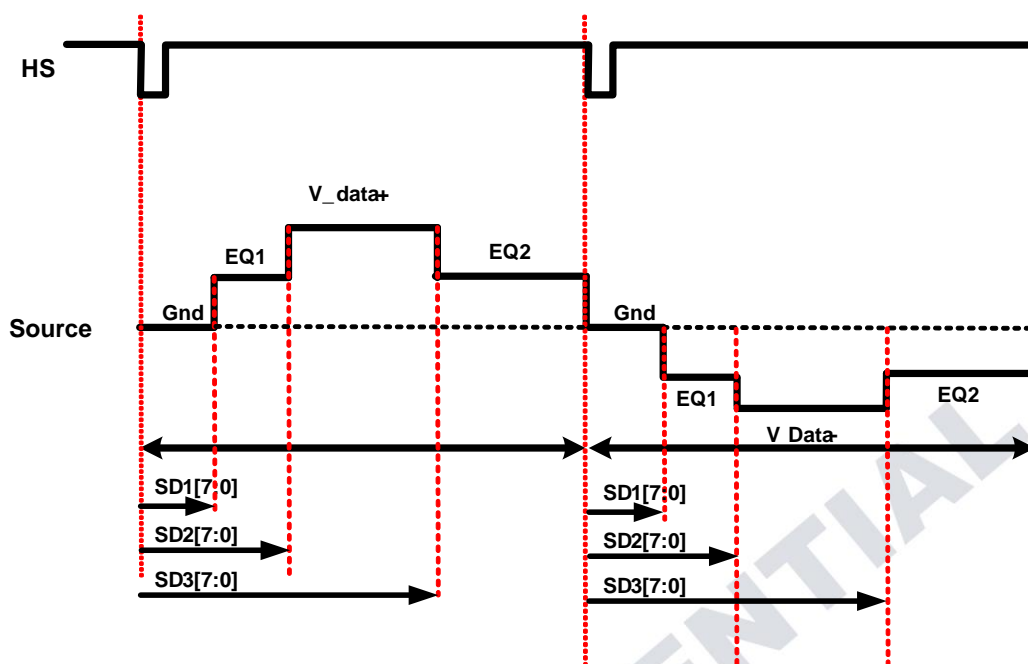 HS
V_data+
EQ1
EQ2
Gnd
Gnd
Source
EQ1
EQ2
V Data-
SD1[7:0]
SD1[7:0]
SD2[7:0]
SD2[7:0]
SD3[7:0]
SD3[7:0]
ENTIAL